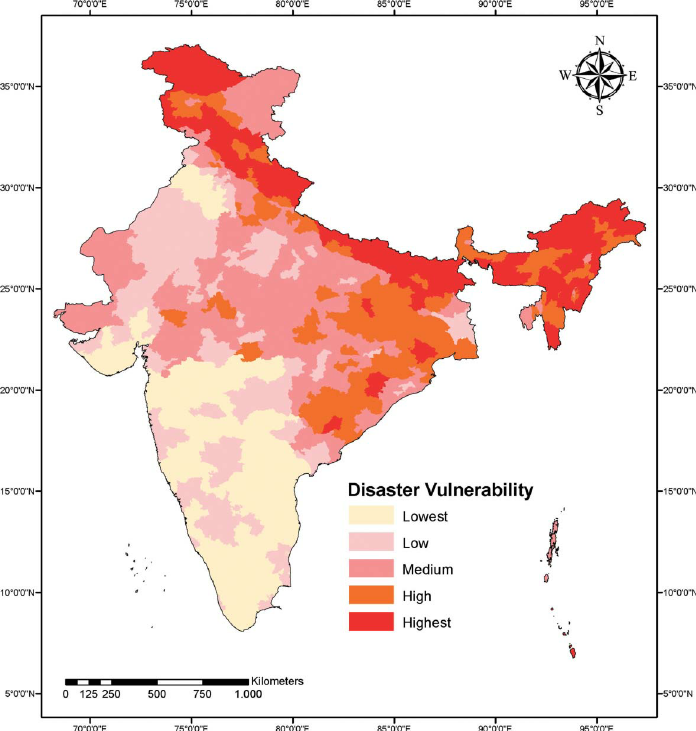 70°0'0"E 75°0'0"E 80°0'0"E 85°0'0"E 90°0'0"E 95°0'0"E
N
W E
S
35°0'0"N 35°0'0"N
30°0'0"N 30°0'0"N
25°0'0"N 25°0'0"N
20°0'0"N 20°0'0"N
15°0'0"N 15°0'0"N
Disaster Vulnerability
Lowest
Low
Medium
High
Highest
10°0'0"N 10°0'0"N
Kilometers
0 125 250 500 750 1.000
5°0'0"N 5°0'0"N
70°0'0"E 75°0'0"E 80°0'0"E 85°0'0"E 90°0'0"E 95°0'0"E